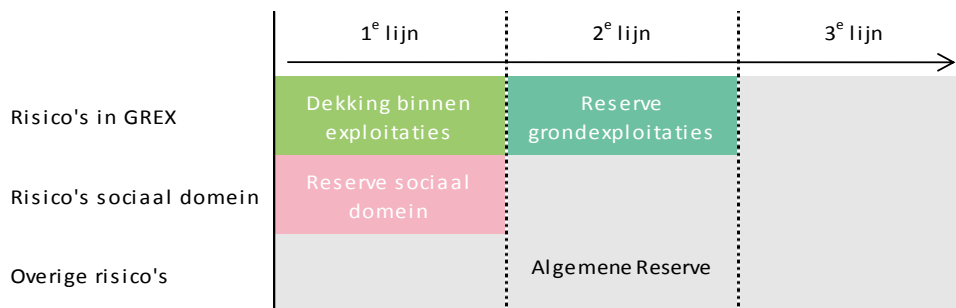 1e lijn 2e lijn 3e lijn
Risico's in GREX
Dekking binnen
exploitaties
Reserve
grondexploitaties
Risico's sociaal domein
Reserve sociaal
domein
Overige risico's
Algemene Reserve